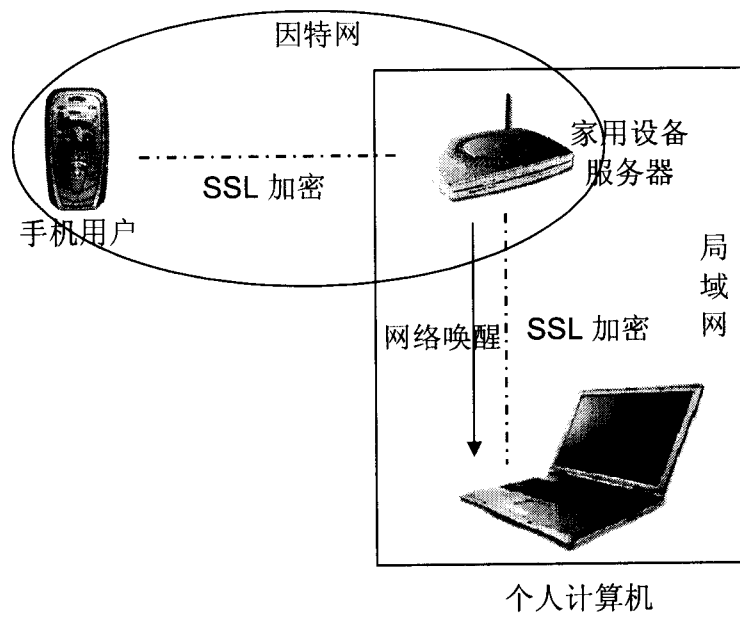 因特网
家用设备
服务器
SSL 加密
手机用户
局
域
网
网络唤醒
SSL 加密
个人计算机